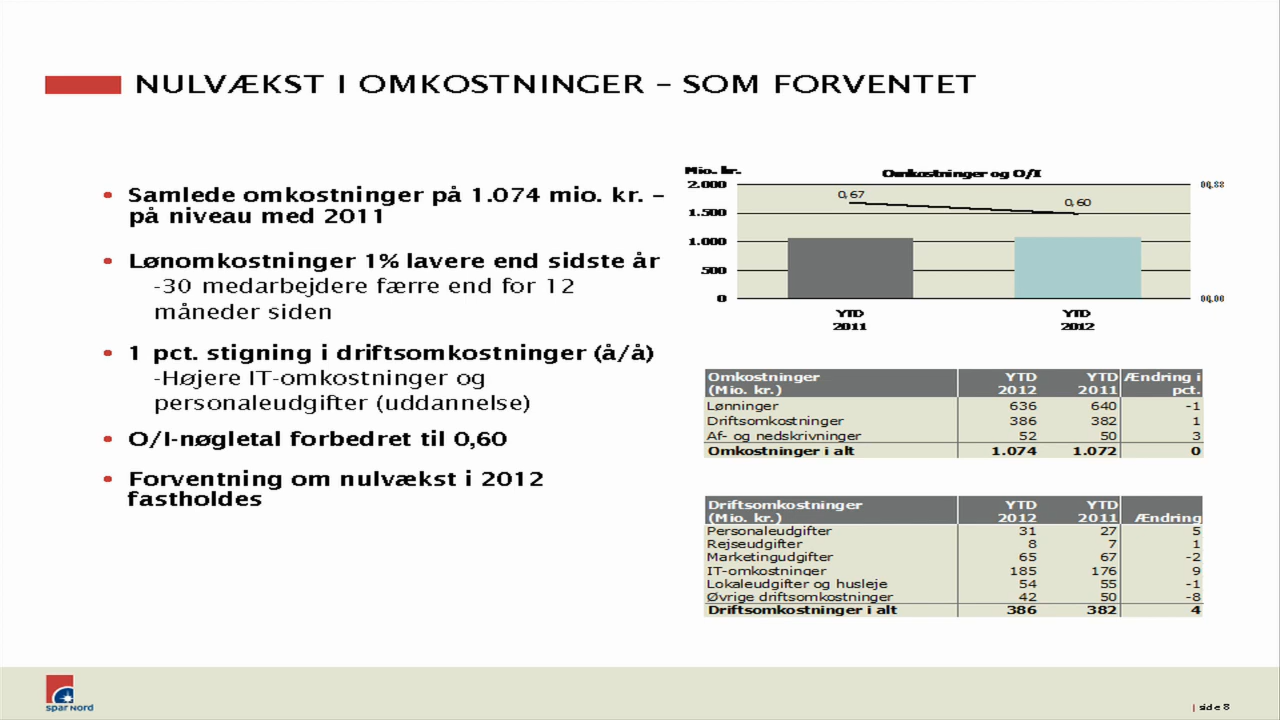 NULVÆKST I OMKOSTNINGER – SOM FORVENTET
• Samlede omkostninger på 1.074 mio. kr. –
på niveau med 2011
• Lønomkostninger 1% lavere end sidste år
-30 medarbejdere færre end for 12
måneder siden
• 1 pct. stigning i driftsomkostninger (å/å)
-Højere IT-omkostninger og
personaleudgifter (uddannelse)
• O/I-nøgletal forbedret til 0,60
• Forventning om nulvækst i 2012
fastholdes
Mio. kr.
Omkostninger og O/I
2.000
1.500
1.000
500
0
0,67
0,60
YTD
2011
YTD
2012
Omkostninger YTD YTD Ændring i
(Mio. kr.) 2012 2011 pct.
Lønninger 636 640 -1
Driftsomkostninger 386 382 1
Af- og nedskrivninger 52 50 3
Omkostninger i alt 1.074 1.072 0
Driftsomkostninger YTD YTD
(Mio. kr.) 2012 2011 Ændring
Personaleudgifter 31 27 5
Rejseudgifter 8 7 1
Marketingudgifter 65 67 -2
IT-omkostninger 185 176 9
Lokaleudgifter og husleje 54 55 -1
Øvrige driftsomkostninger 42 50 -8
Driftsomkostninger i alt 386 382 4
spar Nord
| side 8